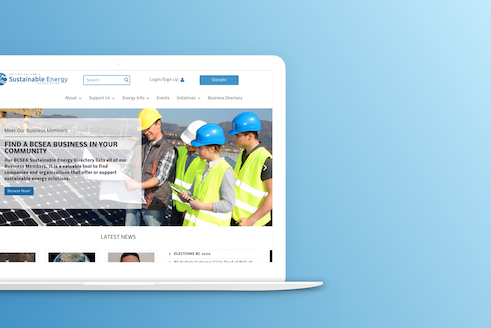 BRITISH COLUMBIA
Sustainable Energy
Search
Login/Sign Up
Donate
About
Support Us
Energy Info
Events
Initiatives
Business Directory
Meet Our Business Members
FIND A BCSEA BUSINESS IN YOUR
COMMUNITY
Our BCSEA Sustainable Energy Directory lists all of our
Business Members. It is a valuable tool to find
companies and organizations that offer or support
sustainable energy solutions.
Browse Now!
LATEST NEWS
ELECTIONS BC 2020